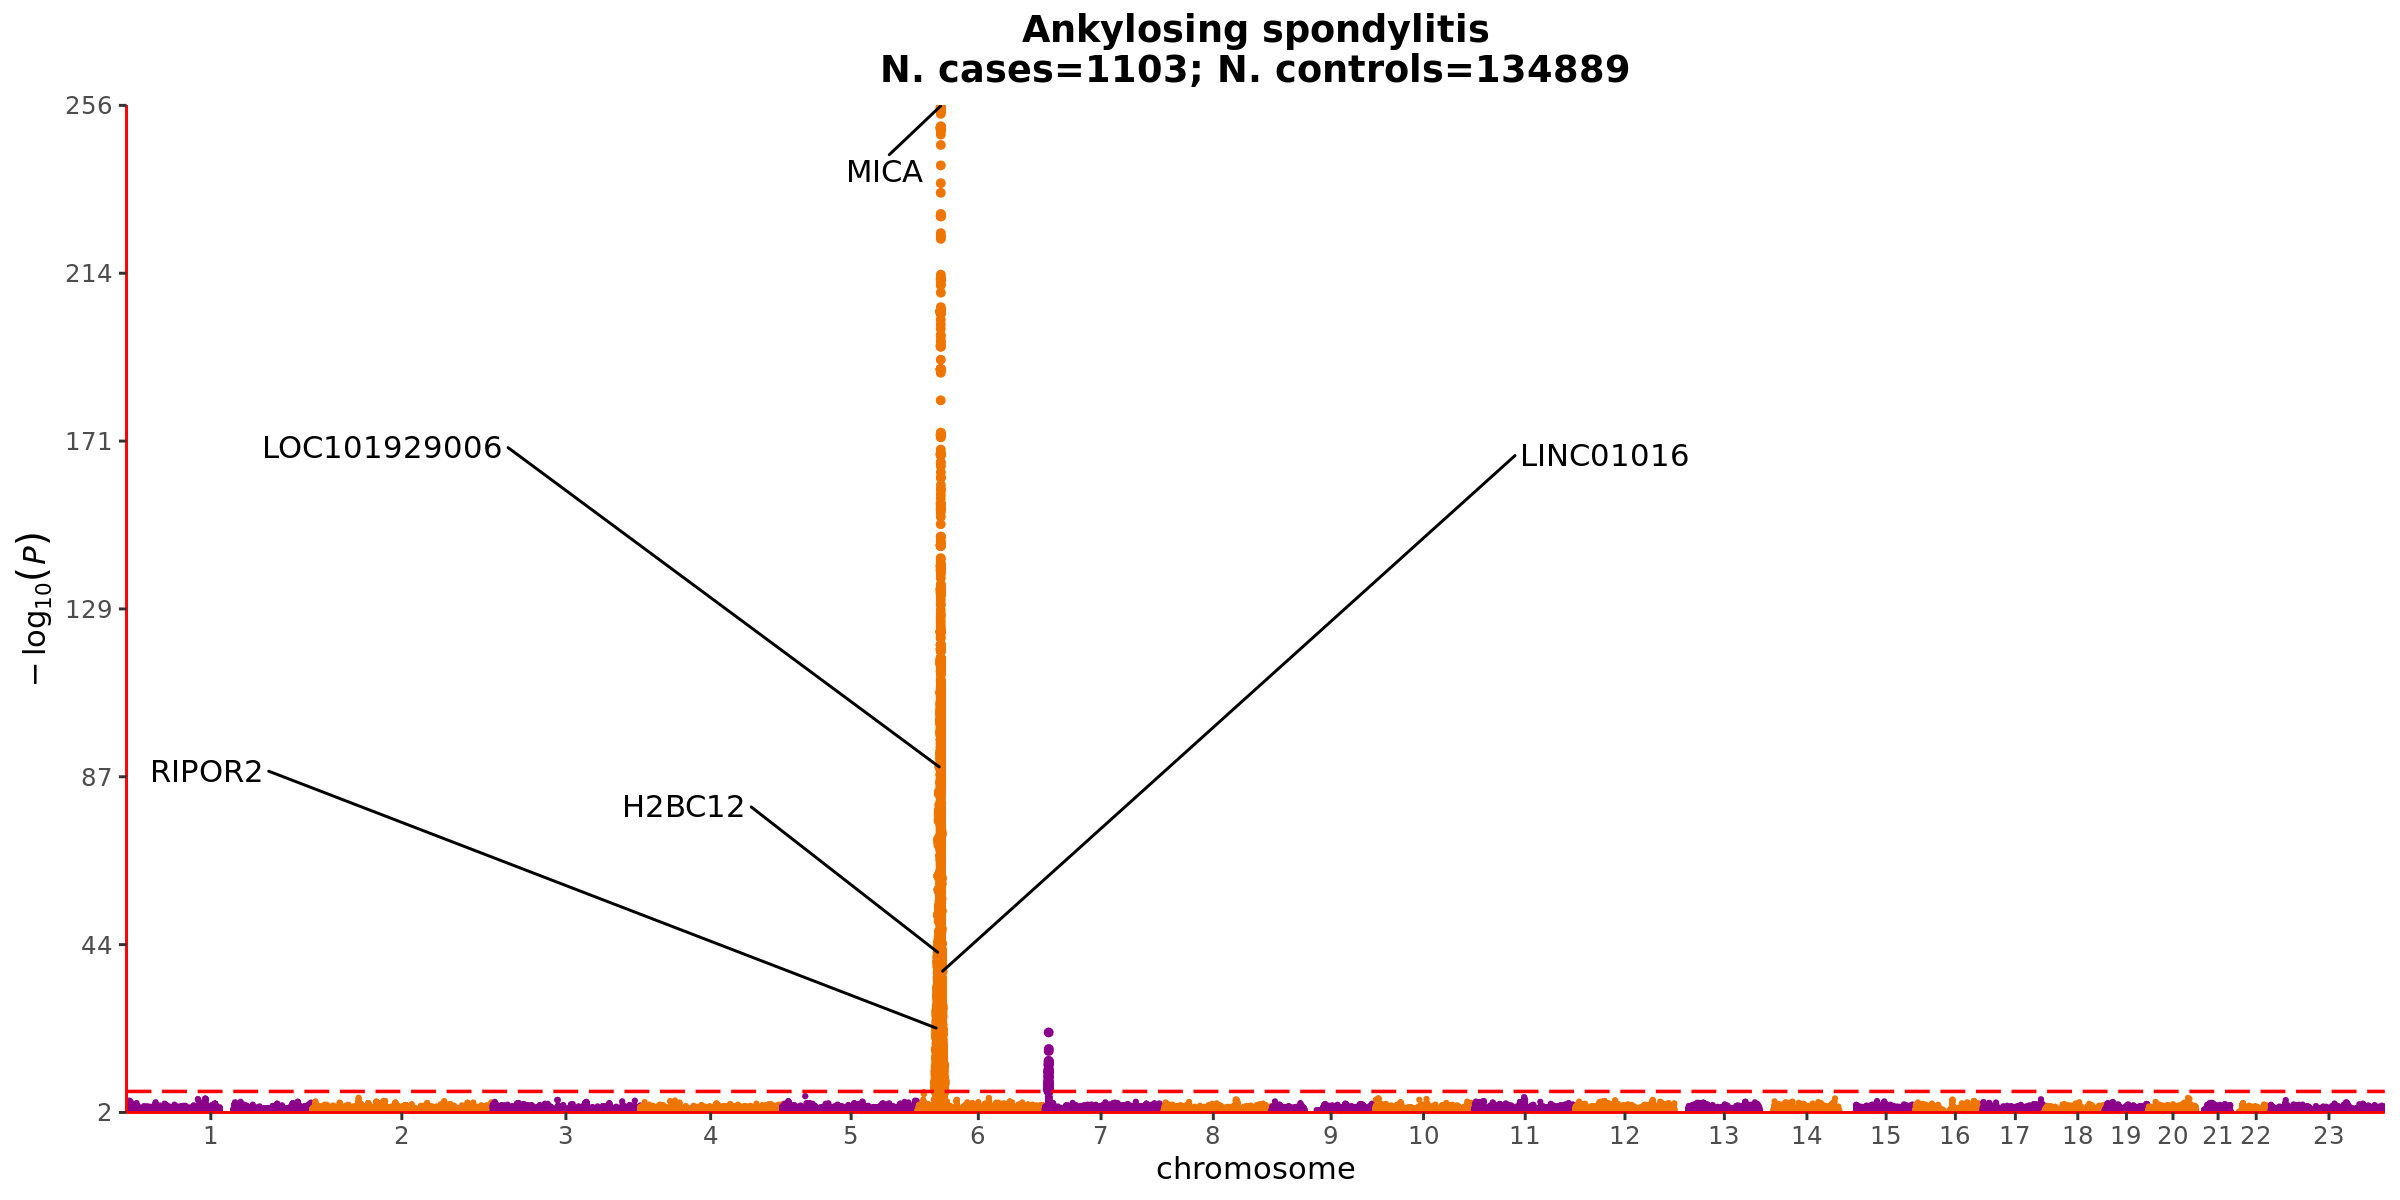 Ankylosing spondylitis
N. cases=1103; N. controls=134889
256
214
171
129
87
44
2
− log10(P)
MICA
LOC101929006
LINC01016
RIPOR2
H2BC12
1 2 3 4 5 6 7 8 9 10 11 12 13 14 15 16 17 18 19 20 21 22 23
chromosome